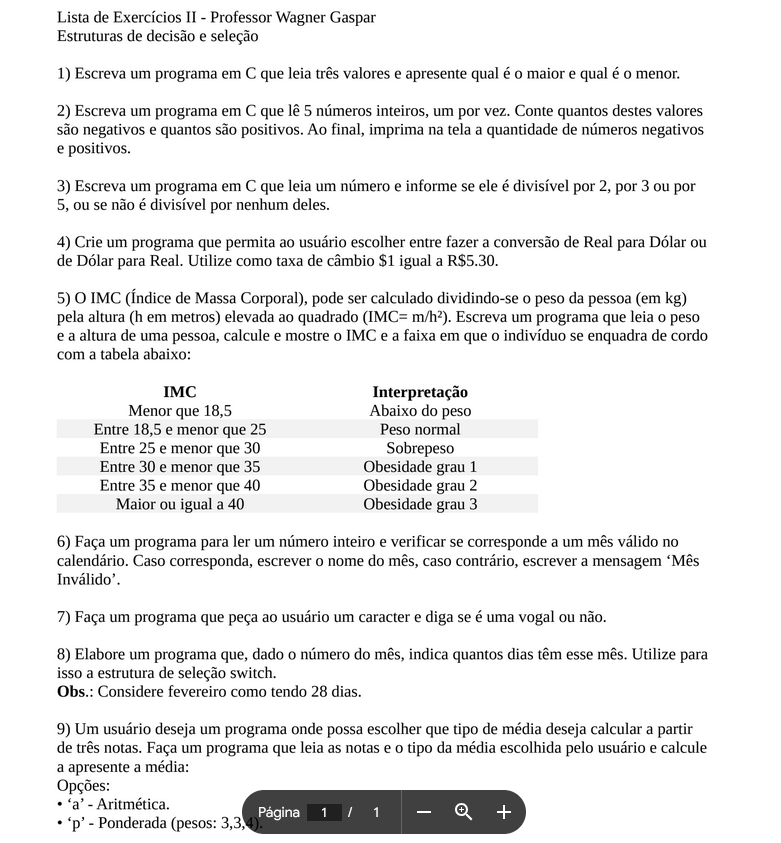 Lista de Exercícios II - Professor Wagner Gaspar
Estruturas de decisão e seleção
1) Escreva um programa em C que leia três valores e apresente qual é o maior e qual é o menor.
2) Escreva um programa em C que lê 5 números inteiros, um por vez. Conte quantos destes valores
são negativos e quantos são positivos. Ao final, imprima na tela a quantidade de números negativos
e positivos.
3) Escreva um programa em C que leia um número e informe se ele é divisível por 2, por 3 ou por
5, ou se não é divisível por nenhum deles.
4) Crie um programa que permita ao usuário escolher entre fazer a conversão de Real para Dólar ou
de Dólar para Real. Utilize como taxa de câmbio $1 igual a R$5.30.
5) O IMC (Índice de Massa Corporal), pode ser calculado dividindo-se o peso da pessoa (em kg)
pela altura (h em metros) elevada ao quadrado (IMC= m/h²). Escreva um programa que leia o peso
e a altura de uma pessoa, calcule e mostre o IMC e a faixa em que o indivíduo se enquadra de cordo
com a tabela abaixo:
IMC Interpretação
Menor que 18,5 Abaixo do peso
Entre 18,5 e menor que 25 Peso normal
Entre 25 e menor que 30 Sobrepeso
Entre 30 e menor que 35 Obesidade grau 1
Entre 35 e menor que 40 Obesidade grau 2
Maior ou igual a 40 Obesidade grau 3
6) Faça um programa para ler um número inteiro e verificar se corresponde a um mês válido no
calendário. Caso corresponda, escrever o nome do mês, caso contrário, escrever a mensagem ‘Mês
Inválido’.
7) Faça um programa que peça ao usuário um caracter e diga se é uma vogal ou não.
8) Elabore um programa que, dado o número do mês, indica quantos dias têm esse mês. Utilize para
isso a estrutura de seleção switch.
Obs.: Considere fevereiro como tendo 28 dias.
9) Um usuário deseja um programa onde possa escolher que tipo de média deseja calcular a partir
de três notas. Faça um programa que leia as notas e o tipo da média escolhida pelo usuário e calcule
a apresente a média:
Opções:
• ‘a’ - Aritmética.
• ‘p’ - Ponderada (pesos: 3,3,4).
Página 1 / 1